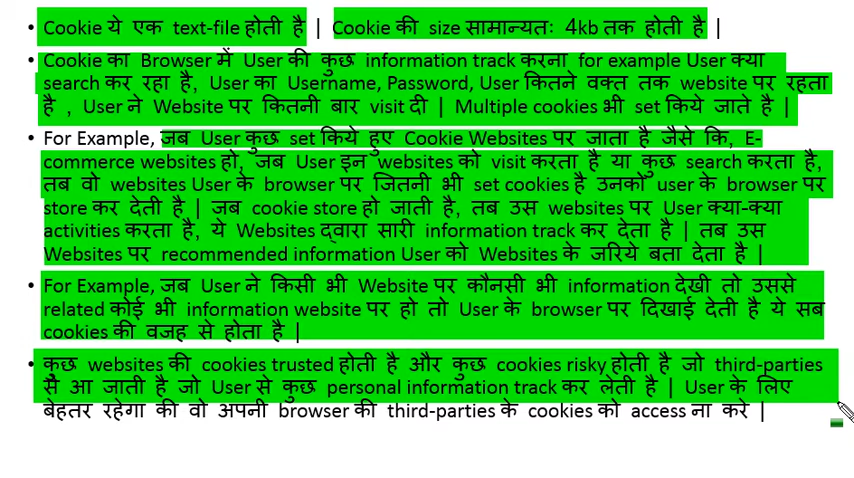 • Cookie ये एक text-file होती है | Cookie की size सामान्यतः 4kb तक होती है |
• Cookie का Browser में User की कुछ information track करना for example User क्या
search कर रहा है, User का Username, Password, User कितने वक्त तक website पर रहता
है , User ने Website पर कितनी बार visit दी | Multiple cookies भी set किये जाते है |
• For Example, जब User कुछ set किये हुए Cookie Websites पर जाता है जैसे कि, E-
commerce websites हो, जब User इन websites को visit करता है या कुछ search करता है,
तब वो websites User के browser पर जितनी भी set cookies है उनको user के browser पर
store कर देती है | जब cookie store हो जाती है, तब उस websites पर User क्या-क्या
activities करता है, ये Websites द्वारा सारी information track कर देता है | तब उस
Websites पर recommended information User को Websites के जरिये बता देता है |
• For Example, जब User ने किसी भी Website पर कौनसी भी information देखी तो उससे
related कोई भी information website पर हो तो User के browser पर दिखाई देती है ये सब
cookies की वजह से होता है |
• कुछ websites की cookies trusted होती है और कुछ cookies risky होती है जो third-parties
से आ जाती है जो User से कुछ personal information track कर लेती है | User के लिए
बेहतर रहेगा की वो अपनी browser की third-parties के cookies को access ना करे |